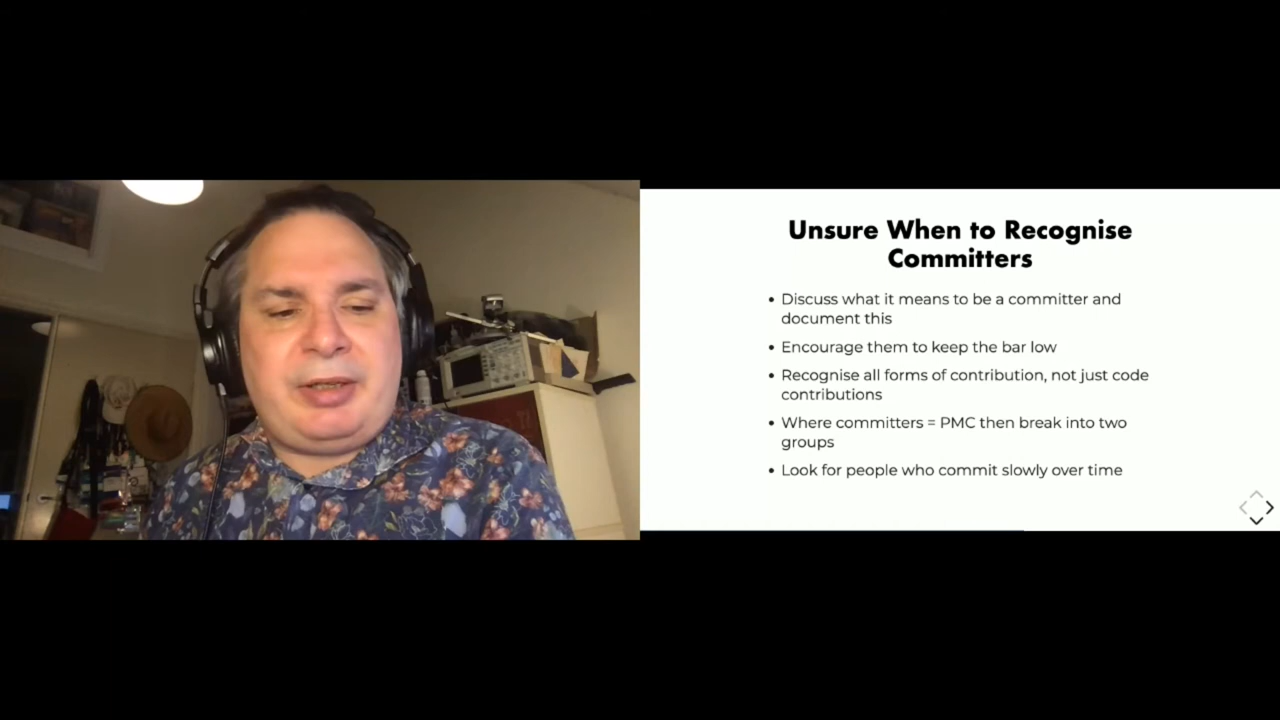 Unsure When to Recognise
Committers
• Discuss what it means to be a committer and
document this
• Encourage them to keep the bar low
• Recognise all forms of contribution, not just code
contributions
• Where committers = PMC then break into two
groups
• Look for people who commit slowly over time